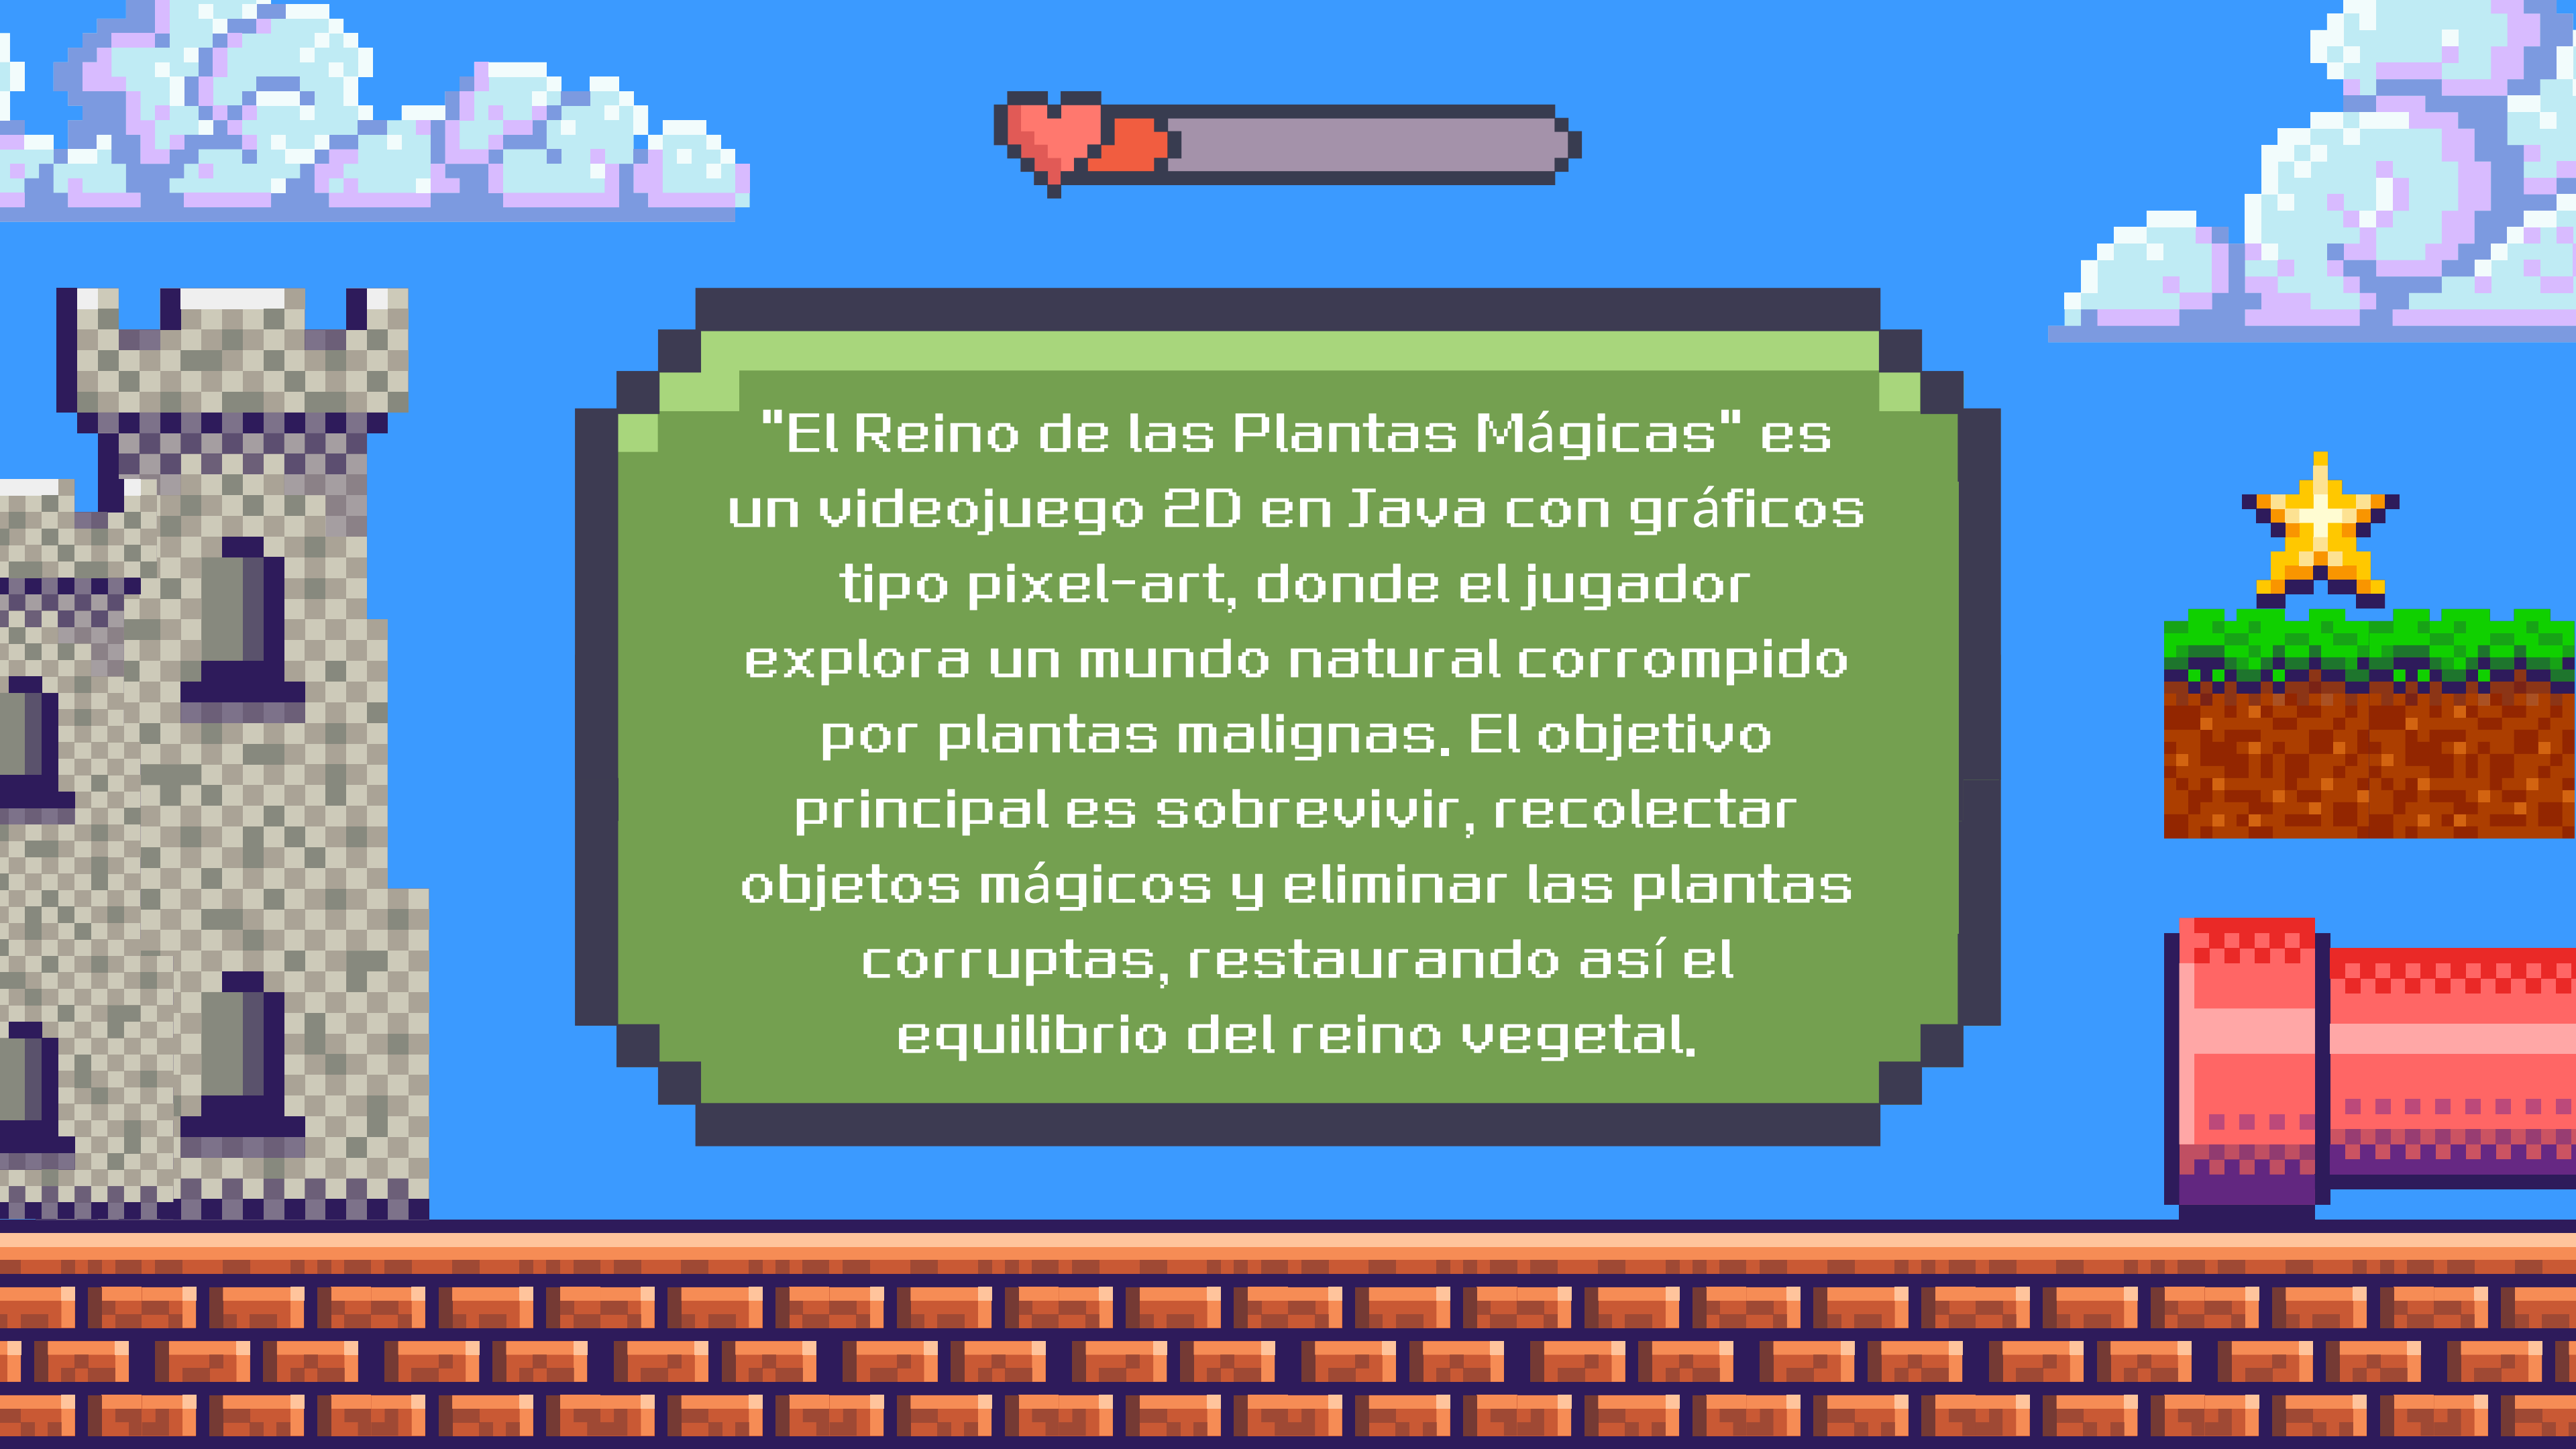 "El Reino de las Plantas Mágicas" es
un videojuego 2D en Java con gráficos
tipo pixel-art, donde el jugador
explora un mundo natural corrompido
por plantas malignas. El objetivo
principal es sobrevivir, recolectar
objetos mágicos y eliminar las plantas
corruptas, restaurando así el
equilibrio del reino vegetal.